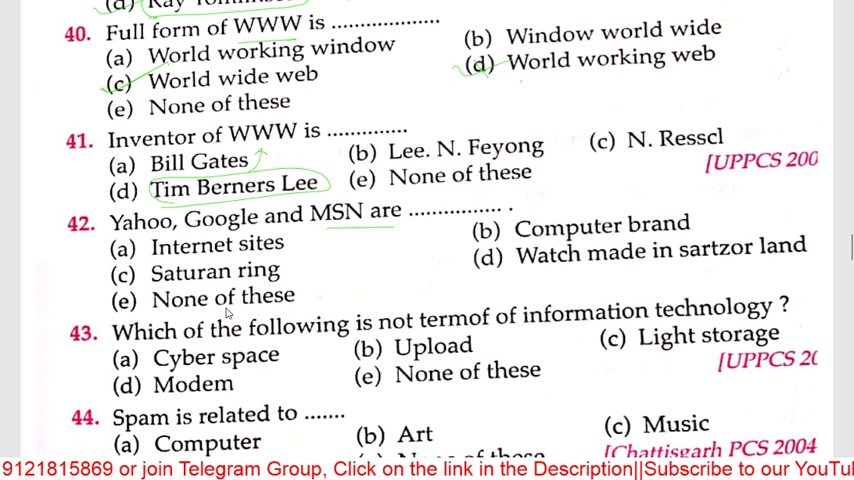 (d) Ray
40. Full form of WWW is ....................
(a) World working window (b) Window world wide
(c) World wide web (d) World working web
(e) None of these
41. Inventor of WWW is ..............
(a) Bill Gates (b) Lee. N. Feyong (c) N. Resscl
(d) Tim Berners Lee (e) None of these [UPPCS 200
42. Yahoo, Google and MSN are ................. .
(a) Internet sites (b) Computer brand
(c) Saturan ring (d) Watch made in sartzor land
(e) None of these
43. Which of the following is not termof of information technology ?
(a) Cyber space (b) Upload (c) Light storage
(d) Modem (e) None of these [UPPCS 20
44. Spam is related to .......
(a) Computer (b) Art (c) Music
of these [Chattisgarh PCS 2004
9121815869 or join Telegram Group, Click on the link in the Description||Subscribe to our YouTu